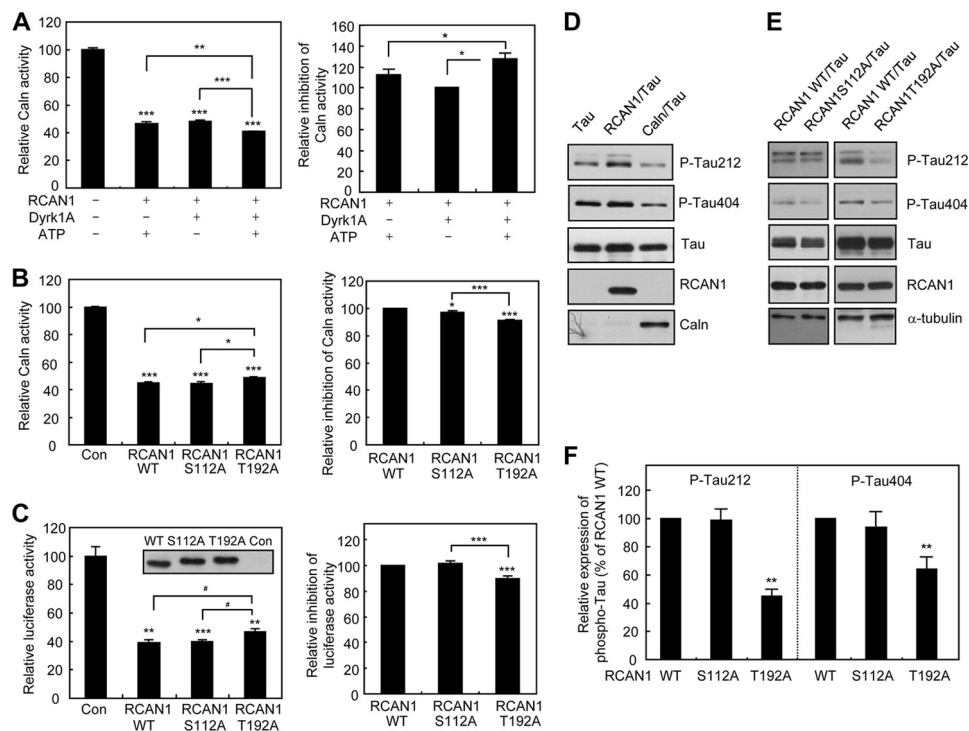 A
Relative Caln activity
120
100
80
60
40
20
0
**
***
***
***
***
RCAN1 – + + +
Dyrk1A – – + +
ATP – + – +
Relative inhibition of
Caln activity
140
120
100
80
60
40
20
0
*
*
RCAN1 + + +
Dyrk1A – + +
ATP + – +
B
Relative Caln activity
120
100
80
60
40
20
0
*
*
***
***
***
Con
RCAN1
WT
RCAN1
S112A
RCAN1
T192A
Relative inhibition of Caln activity
120
100
80
60
40
20
0
***
*
***
RCAN1
WT
RCAN1
S112A
RCAN1
T192A
C
Relative luciferase activity
120
100
80
60
40
20
0
WT S112A T192A Con
#
#
**
***
**
Con
RCAN1
WT
RCAN1
S112A
RCAN1
T192A
Relative inhibition of
luciferase activity
120
100
80
60
40
20
0
***
***
RCAN1
WT
RCAN1
S112A
RCAN1
T192A
D
Tau
RCAN1/Tau
Caln/Tau
P-Tau212
P-Tau404
Tau
RCAN1
Caln
E
RCAN1 WT/Tau
RCAN1S112A/Tau
RCAN1 WT/Tau
RCAN1T192A/Tau
P-Tau212
P-Tau404
Tau
RCAN1
α-tubulin
F
Relative expression of
phospho-Tau (% of RCAN1 WT)
120
100
80
60
40
20
0
P-Tau212
P-Tau404
**
**
RCAN1 WT S112A T192A WT S112A T192A